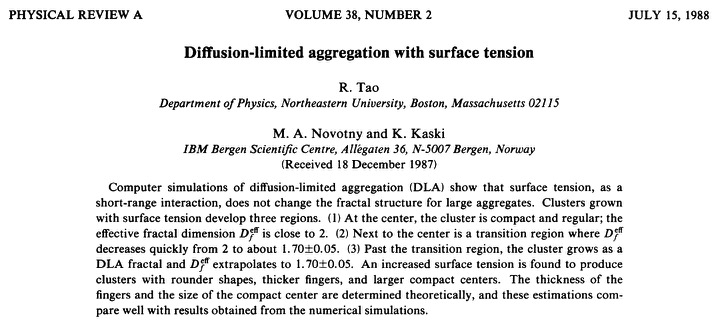 PHYSICAL REVIEW A VOLUME 38, NUMBER 2 JULY 15, 1988
Diffusion-limited aggregation with surface tension
R. Tao
Department of Physics, Northeastern University, Boston, Massachusetts 02115
M. A. Novotny and K. Kaski
IBM Bergen Scientific Centre, Allégaten 36, N-5007 Bergen, Norway
(Received 18 December 1987)
Computer simulations of diffusion-limited aggregation (DLA) show that surface tension, as a
short-range interaction, does not change the fractal structure for large aggregates. Clusters grown
with surface tension develop three regions. (1) At the center, the cluster is compact and regular; the
effective fractal dimension D_f^eff is close to 2. (2) Next to the center is a transition region where D_f^eff
decreases quickly from 2 to about 1.70±0.05. (3) Past the transition region, the cluster grows as a
DLA fractal and D_f^eff extrapolates to 1.70±0.05. An increased surface tension is found to produce
clusters with rounder shapes, thicker fingers, and larger compact centers. The thickness of the
fingers and the size of the compact center are determined theoretically, and these estimations com-
pare well with results obtained from the numerical simulations.